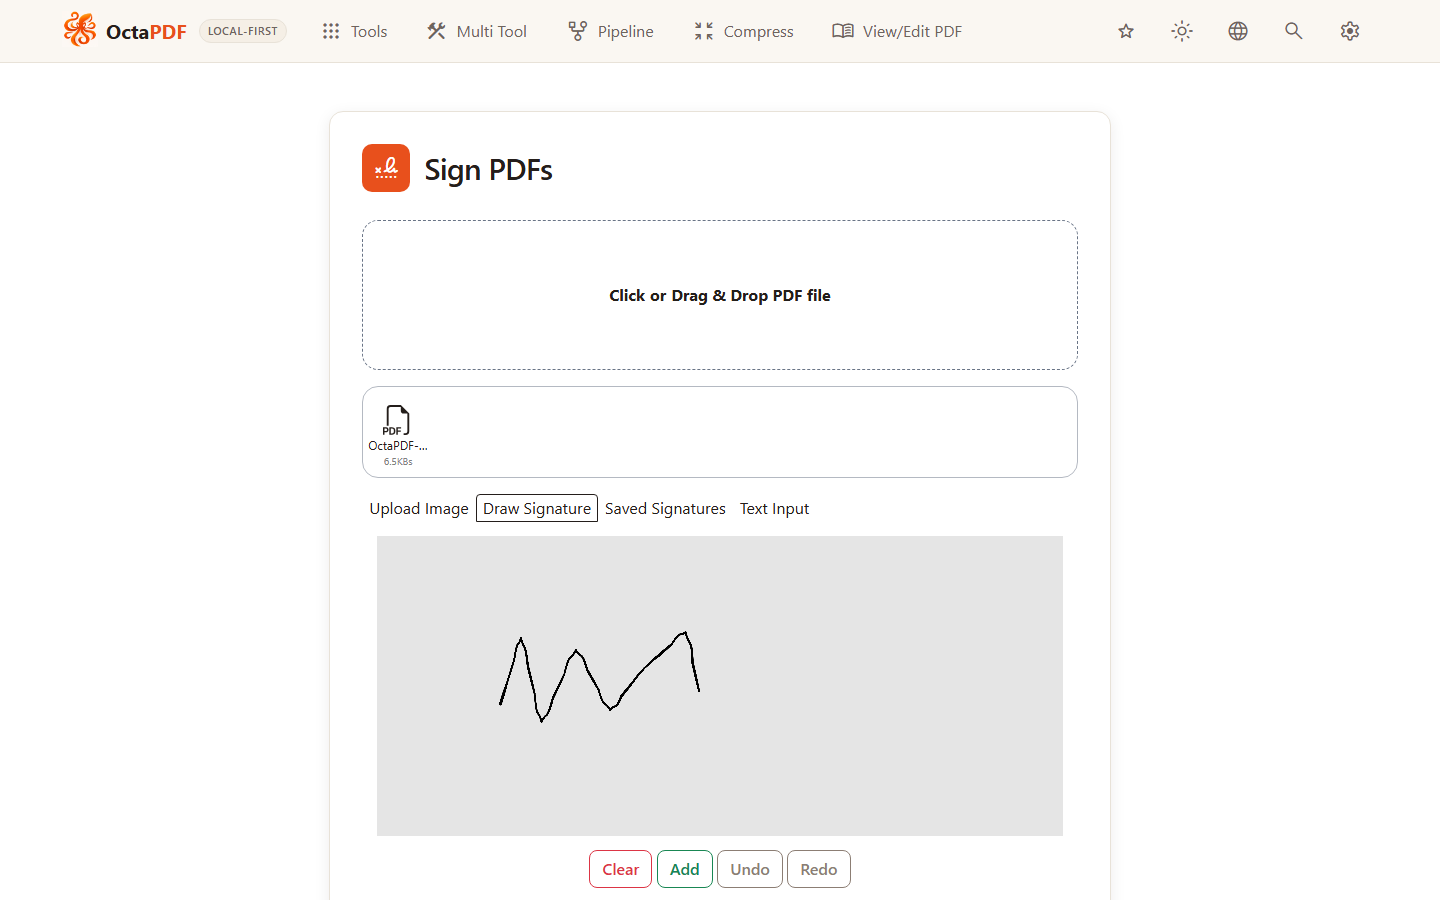 OctaPDF LOCAL-FIRST Tools Multi Tool Pipeline Compress View/Edit PDF
Sign PDFs
Click or Drag & Drop PDF file
PDF
OctaPDF-...
6.5KBs
Upload Image Draw Signature Saved Signatures Text Input
Clear Add Undo Redo